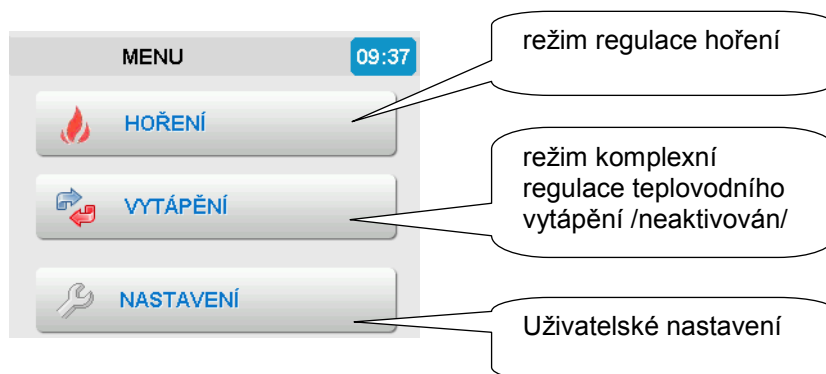 MENU 09:37
HOŘENÍ
VYTÁPĚNÍ
NASTAVENÍ
režim regulace hoření
režim komplexní
regulace teplovodního
vytápění /neaktivován/
Uživatelské nastavení